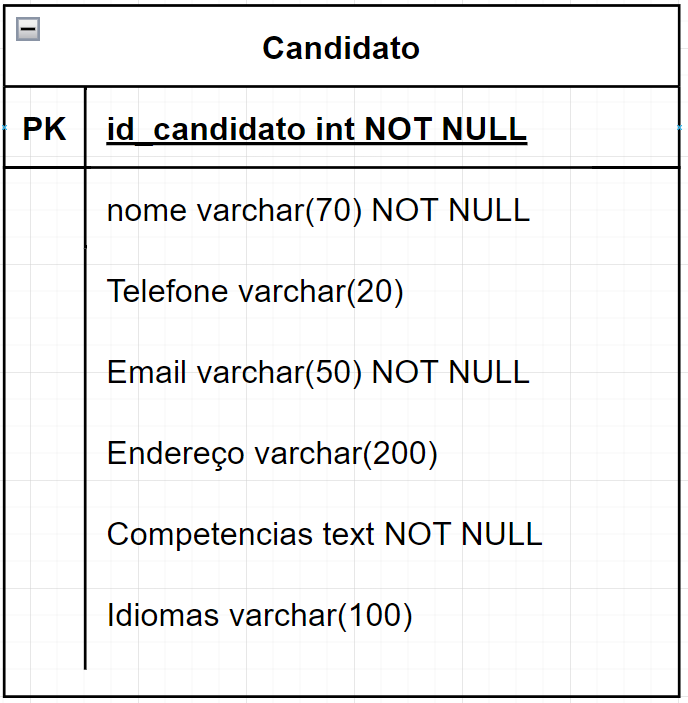 Candidato
PK id_candidato int NOT NULL
nome varchar(70) NOT NULL
Telefone varchar(20)
Email varchar(50) NOT NULL
Endereço varchar(200)
Competencias text NOT NULL
Idiomas varchar(100)